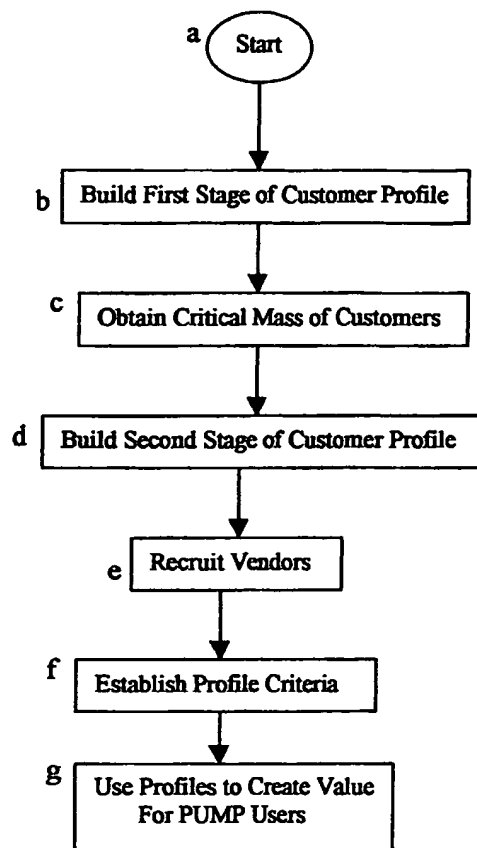 a
Start
b
Build First Stage of Customer Profile
c
Obtain Critical Mass of Customers
d
Build Second Stage of Customer Profile
e
Recruit Vendors
f
Establish Profile Criteria
g
Use Profiles to Create Value
For PUMP Users